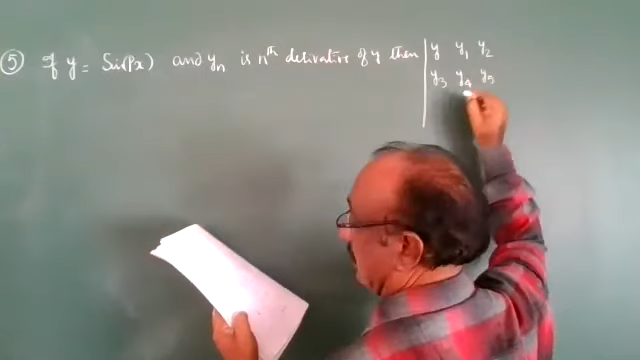 ⑤ If y = Sin(Px) and yₙ is nᵗʰ derivative of y then | y y₁ y₂
y₃ y₄ y₅